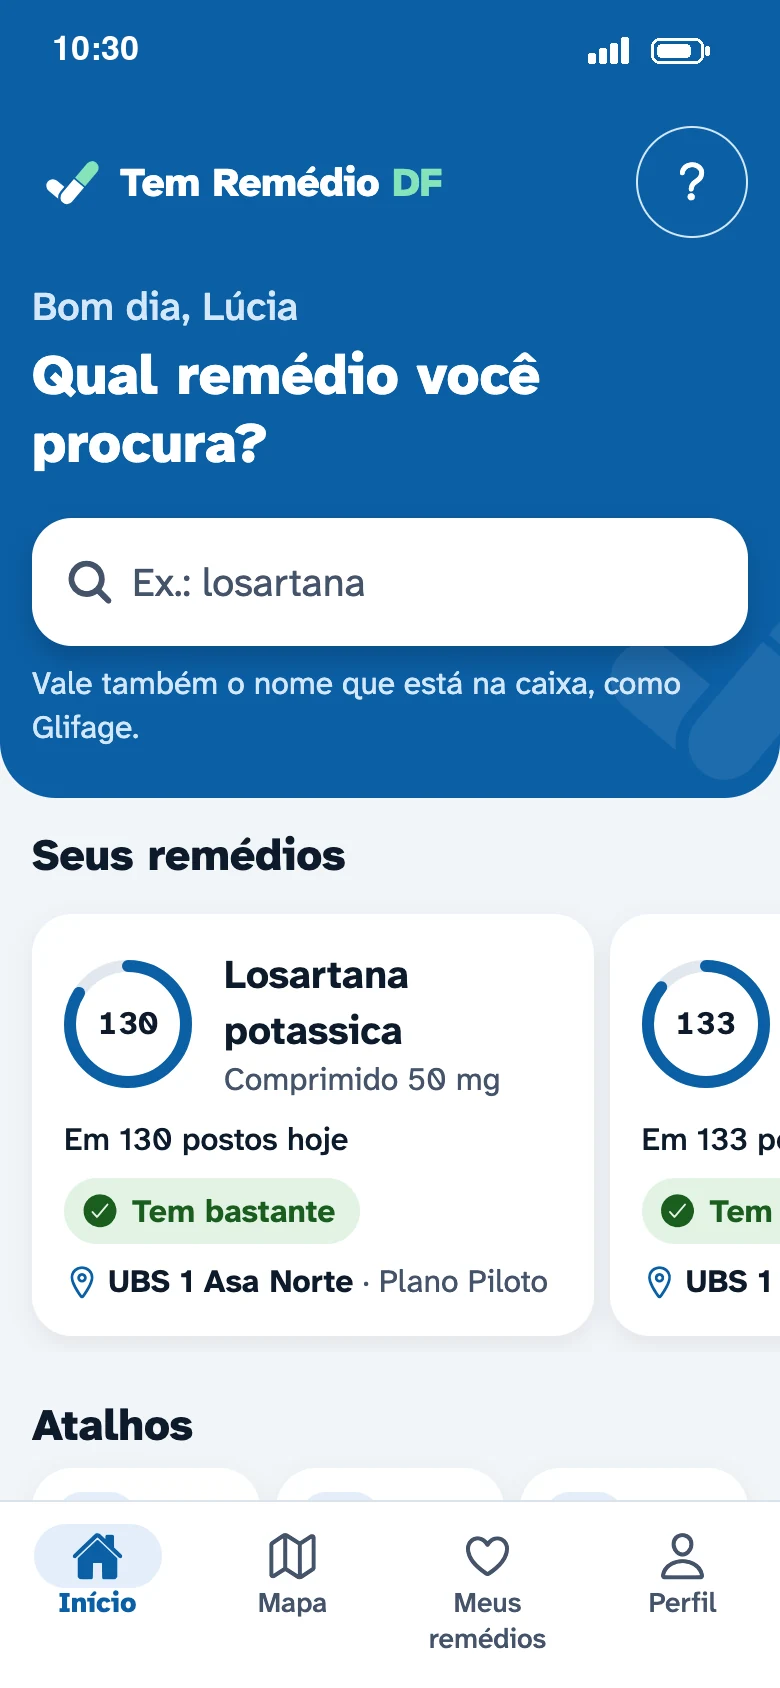 10:30
Tem Remédio DF
?
Bom dia, Lúcia
Qual remédio você
procura?
Ex.: losartana
Vale também o nome que está na caixa, como
Glifage.
Seus remédios
130
Losartana
potassica
Comprimido 50 mg
Em 130 postos hoje
Tem bastante
UBS 1 Asa Norte · Plano Piloto
133
Em 133 po
Tem
UBS 1
Atalhos
Início
Mapa
Meus
remédios
Perfil